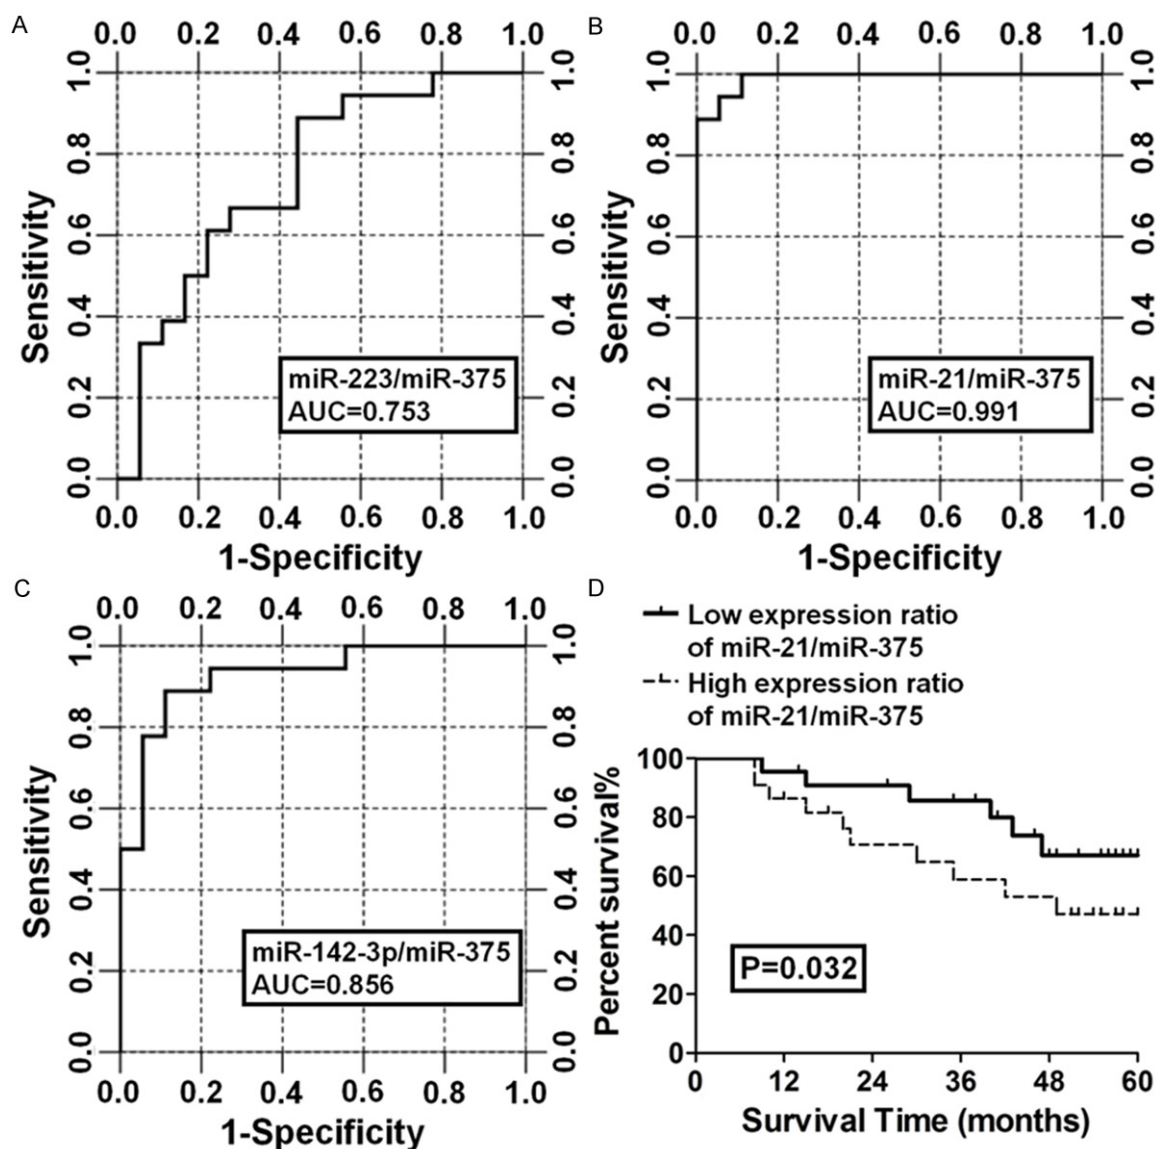 A
0.0 0.2 0.4 0.6 0.8 1.0
1.0 0.8 0.6 0.4 0.2 0.0
Sensitivity
miR-223/miR-375
AUC=0.753
1.0 0.8 0.6 0.4 0.2 0.0
0.0 0.2 0.4 0.6 0.8 1.0
1-Specificity
B
0.0 0.2 0.4 0.6 0.8 1.0
1.0 0.8 0.6 0.4 0.2 0.0
Sensitivity
miR-21/miR-375
AUC=0.991
1.0 0.8 0.6 0.4 0.2 0.0
0.0 0.2 0.4 0.6 0.8 1.0
1-Specificity
C
0.0 0.2 0.4 0.6 0.8 1.0
1.0 0.8 0.6 0.4 0.2 0.0
Sensitivity
miR-142-3p/miR-375
AUC=0.856
1.0 0.8 0.6 0.4 0.2 0.0
0.0 0.2 0.4 0.6 0.8 1.0
1-Specificity
D
Low expression ratio
of miR-21/miR-375
High expression ratio
of miR-21/miR-375
Percent survival%
100
80
60
40
20
0
P=0.032
0 12 24 36 48 60
Survival Time (months)